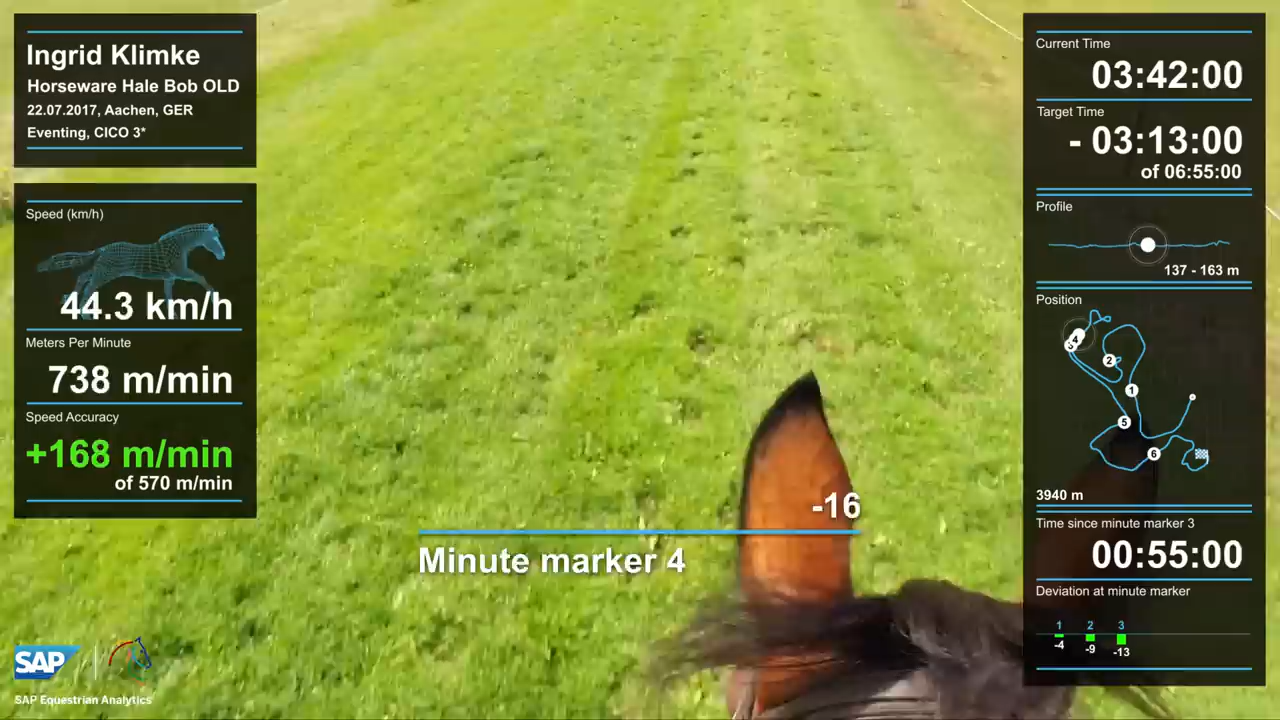 Ingrid Klimke
Horseware Hale Bob OLD
22.07.2017, Aachen, GER
Eventing, CICO 3*
Speed (km/h)
44.3 km/h
Meters Per Minute
738 m/min
Speed Accuracy
+168 m/min
of 570 m/min
-16
Minute marker 4
SAP
SAP Equestrian Analytics
Current Time
03:42:00
Target Time
- 03:13:00
of 06:55:00
Profile
137 - 163 m
Position
4
3
2
1
5
6
3940 m
Time since minute marker 3
00:55:00
Deviation at minute marker
1 2 3
-4 -9 -13